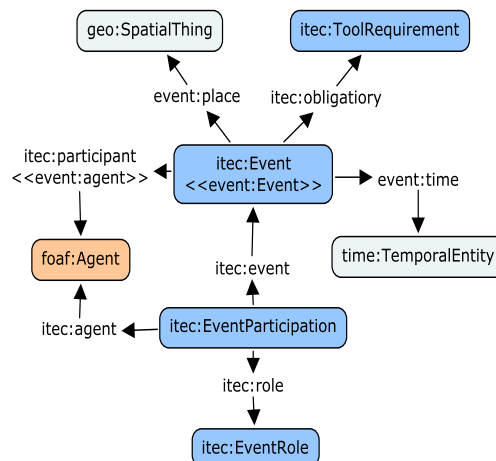 geo:SpatialThing
itec:ToolRequirement
event:place
itec:obligatiory
itec:participant
<<event:agent>>
itec:Event
<<event:Event>>
event:time
foaf:Agent
time:TemporalEntity
itec:event
itec:agent
itec:EventParticipation
itec:role
itec:EventRole